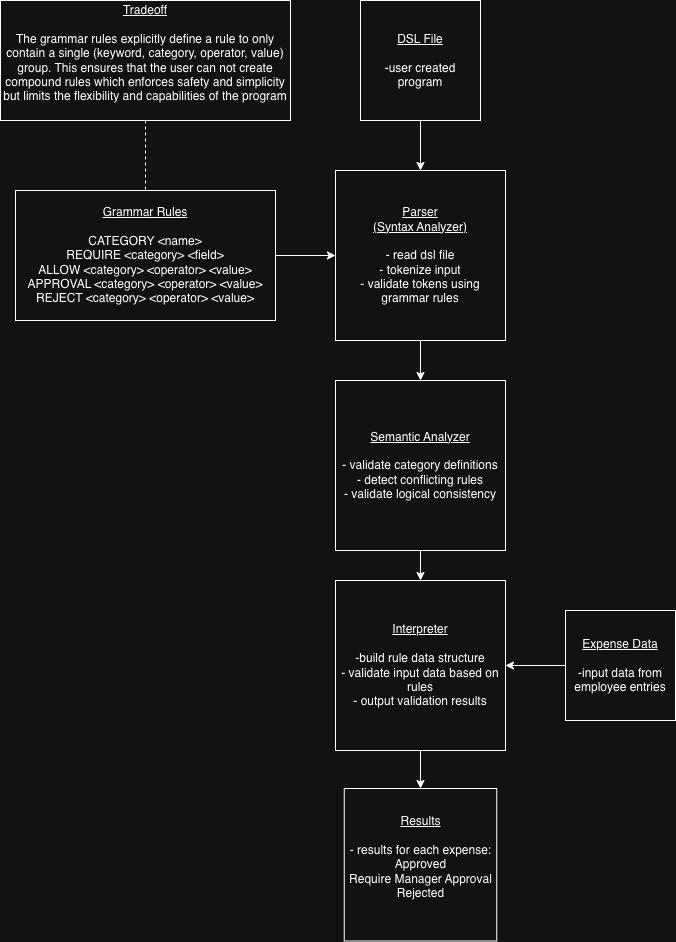 Tradeoff
The grammar rules explicitly define a rule to only
contain a single (keyword, category, operator, value)
group. This ensures that the user can not create
compound rules which enforces safety and simplicity
but limits the flexibility and capabilities of the program
DSL File
-user created
program
Grammar Rules
CATEGORY <name>
REQUIRE <category> <field>
ALLOW <category> <operator> <value>
APPROVAL <category> <operator> <value>
REJECT <category> <operator> <value>
Parser
(Syntax Analyzer)
- read dsl file
- tokenize input
- validate tokens using
grammar rules
Semantic Analyzer
- validate category definitions
- detect conflicting rules
- validate logical consistency
Interpreter
-build rule data structure
- validate input data based on
rules
- output validation results
Expense Data
-input data from
employee entries
Results
- results for each expense:
Approved
Require Manager Approval
Rejected